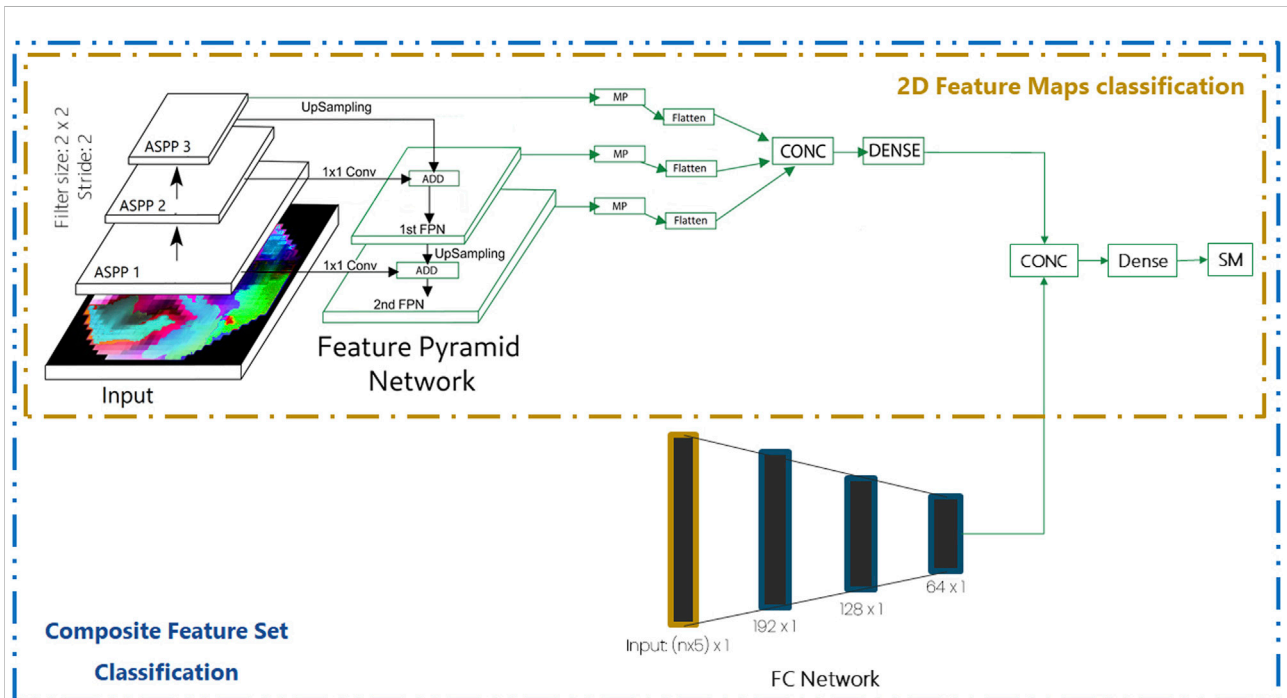 2D Feature Maps classification
Filter size: 2 x 2
Stride: 2
ASPP 3
ASPP 2
ASPP 1
Input
UpSampling
1x1 Conv
ADD
1st FPN
UpSampling
1x1 Conv
ADD
2nd FPN
Feature Pyramid
Network
MP
Flatten
MP
Flatten
MP
Flatten
CONC
DENSE
CONC
Dense
SM
Input: (nx5) x 1
192 x 1
128 x 1
64 x 1
FC Network
Composite Feature Set
Classification